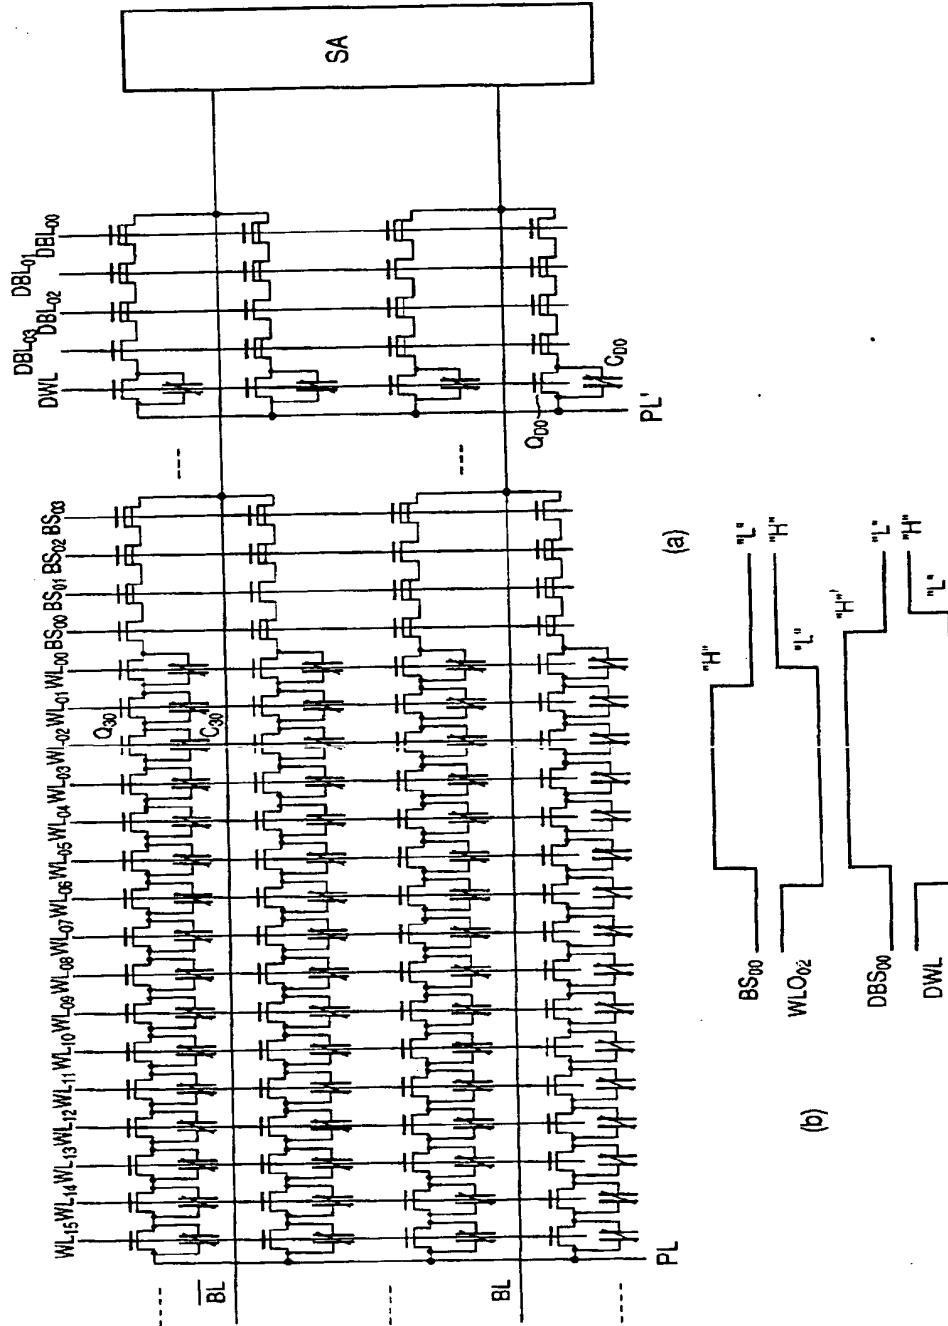 SA
DBL03 DBL02 DBL01 DBL00
DWL
QD0
CD0
PL'
WL15 WL14 WL13 WL12 WL11 WL10 WL09 WL08 WL07 WL06 WL05 WL04 WL03 WL02 WL01 WL00 BS00 BS01 BS02 BS03
Q30
C30
BL
BL
PL
(a)
BS00
"H"
"L"
WLO02
"L"
"H"
DBS00
"H"'
"L"
DWL
"L"
"H"
(b)